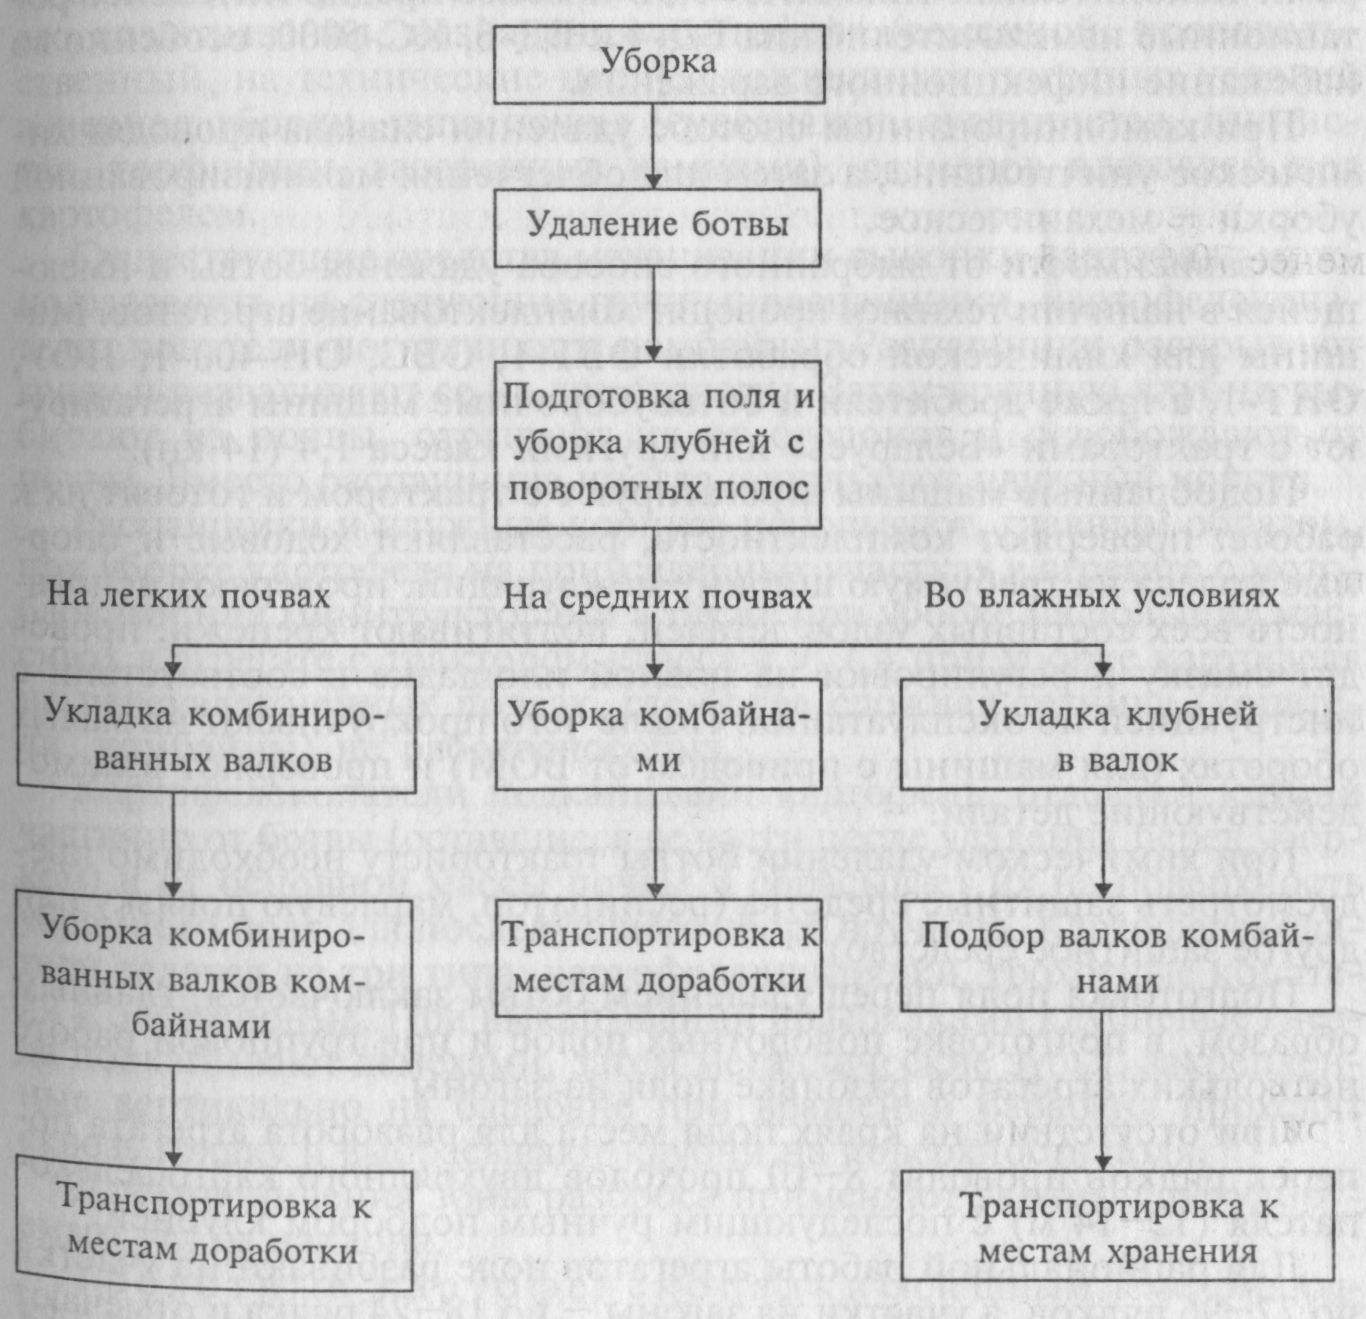 Уборка
Удаление ботвы
Подготовка поля и
уборка клубней с
поворотных полос
На легких почвах
На средних почвах
Во влажных условиях
Укладка комбиниро-
ванных валков
Уборка комбайна-
ми
Укладка клубней
в валок
Уборка комбиниро-
ванных валков ком-
байнами
Транспортировка к
местам доработки
Подбор валков комбай-
нами
Транспортировка к
местам доработки
Транспортировка к
местам хранения